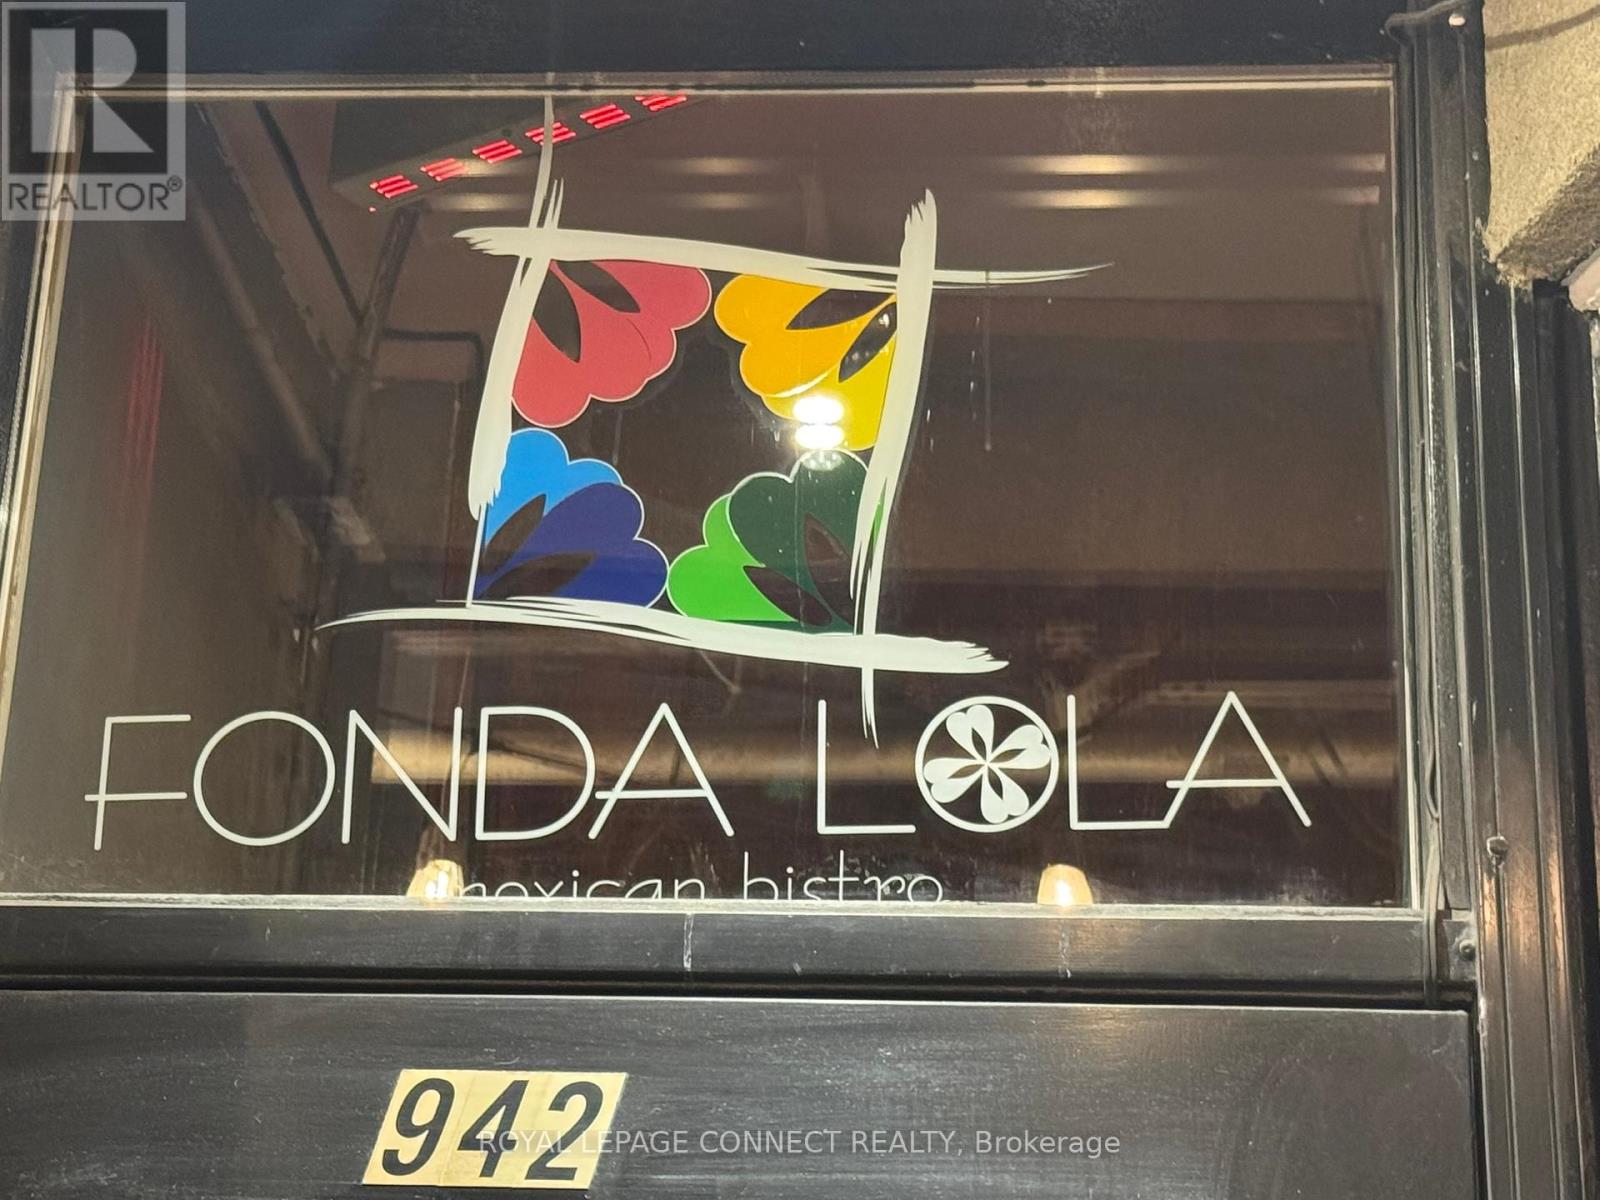 R
REALTOR®
FONDA LOLA
mexican bistro
942
ROYAL LEPAGE CONNECT REALTY, Brokerage